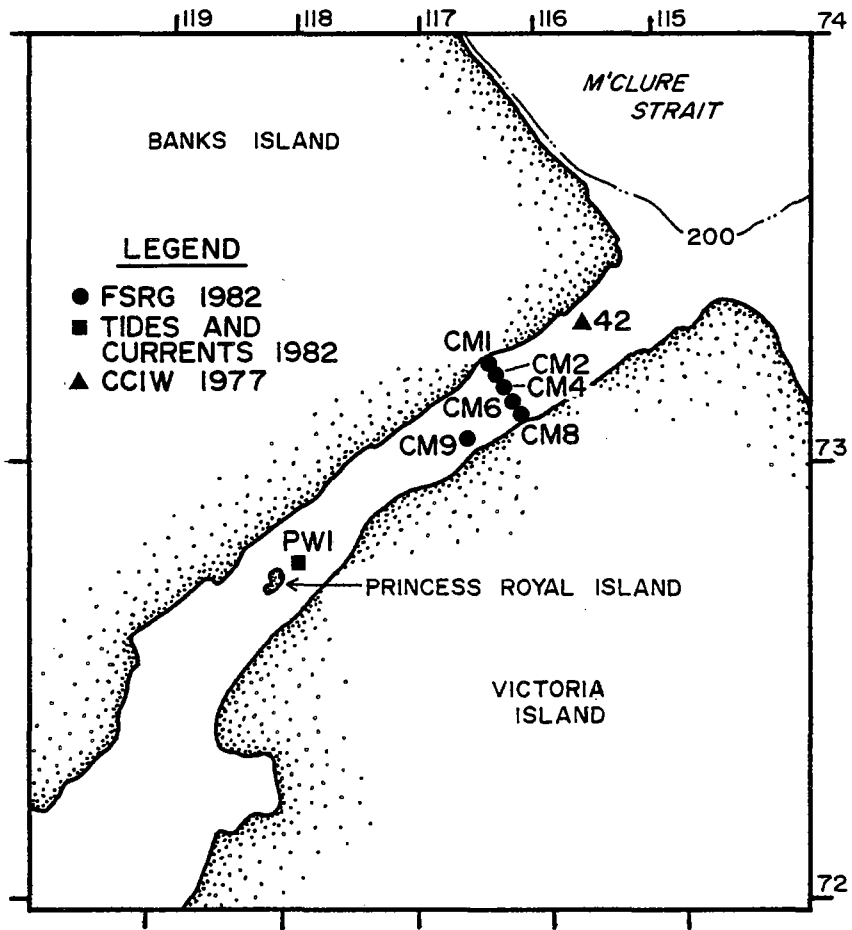 119 118 117 116 115
74
M'CLURE
STRAIT
BANKS ISLAND
200
LEGEND
● FSRG 1982
■ TIDES AND
CURRENTS 1982
▲ CCIW 1977
42
CM1
CM2
CM4
CM6
CM8
CM9
73
PW1
PRINCESS ROYAL ISLAND
VICTORIA
ISLAND
72